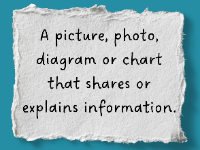 A picture, photo,
diagram or chart
that shares or
explains information.